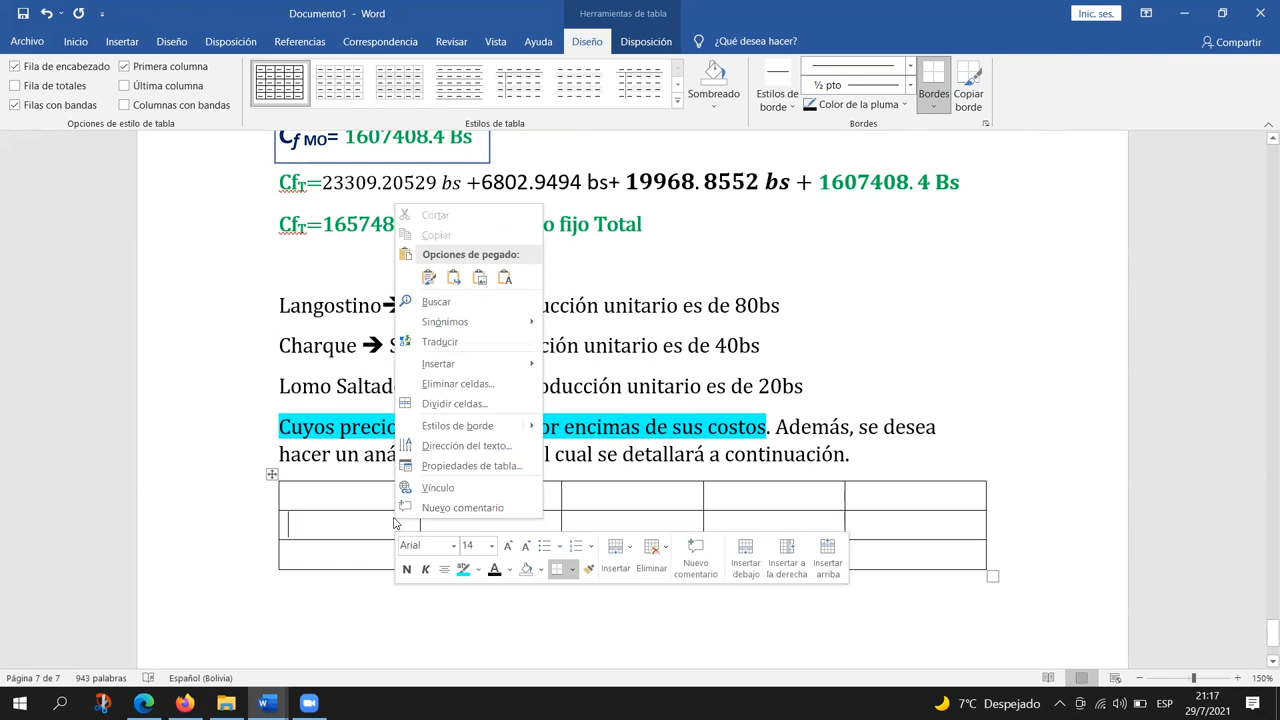 Documento1 - Word
Herramientas de tabla
Inic. ses.
Archivo Inicio Insertar Diseño Disposición Referencias Correspondencia Revisar Vista Ayuda Diseño Disposición ¿Qué desea hacer? Compartir
Fila de encabezado Primera columna
Fila de totales Última columna
Filas con bandas Columnas con bandas
Opciones de estilo de tabla
Estilos de tabla
Sombreado
Estilos de borde
½ pto
Color de la pluma
Bordes
Copiar borde
Bordes
Cf MO= 1607408.4 Bs
CfT=23309.20529 bs +6802.9494 bs+ 19968.8552 bs + 1607408.4 Bs
CfT=165748 o fijo Total
Langostino➔ ucción unitario es de 80bs
Charque ➔ S ción unitario es de 40bs
Lomo Saltad oducción unitario es de 20bs
Cuyos precio or encimas de sus costos. Además, se desea
hacer un aná l cual se detallará a continuación.
Cortar
Copiar
Opciones de pegado:
Buscar
Sinónimos
Traducir
Insertar
Eliminar celdas...
Dividir celdas...
Estilos de borde
Dirección del texto...
Propiedades de tabla...
Vínculo
Nuevo comentario
Arial 14
N K
Insertar Eliminar Nuevo comentario Insertar debajo Insertar a la derecha Insertar arriba
Página 7 de 7 943 palabras Español (Bolivia) 150%
7°C Despejado ESP 21:17
29/7/2021